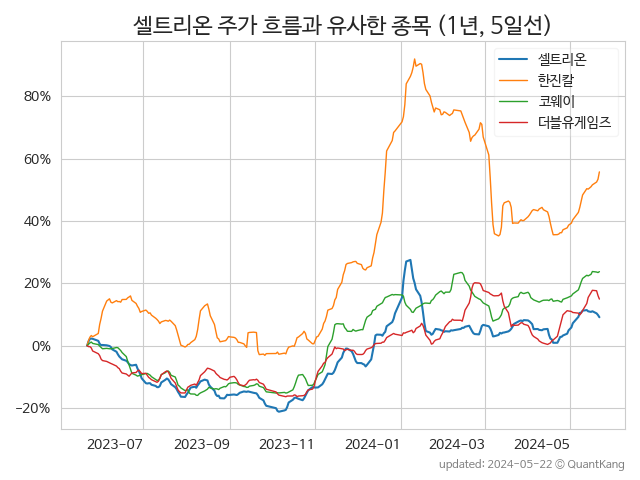 셀트리온 주가 흐름과 유사한 종목 (1년, 5일선)
셀트리온
한진칼
코웨이
더블유게임즈
80%
60%
40%
20%
0%
−20%
2023-07
2023-09
2023-11
2024-01
2024-03
2024-05
updated: 2024-05-22 © QuantKang